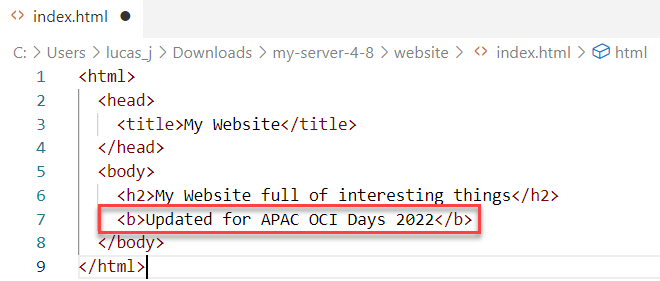 index.html
C: > Users > lucas_j > Downloads > my-server-4-8 > website > index.html > html
1 <html>
2 <head>
3 <title>My Website</title>
4 </head>
5 <body>
6 <h2>My Website full of interesting things</h2>
7 <b>Updated for APAC OCI Days 2022</b>
8 </body>
9 </html>